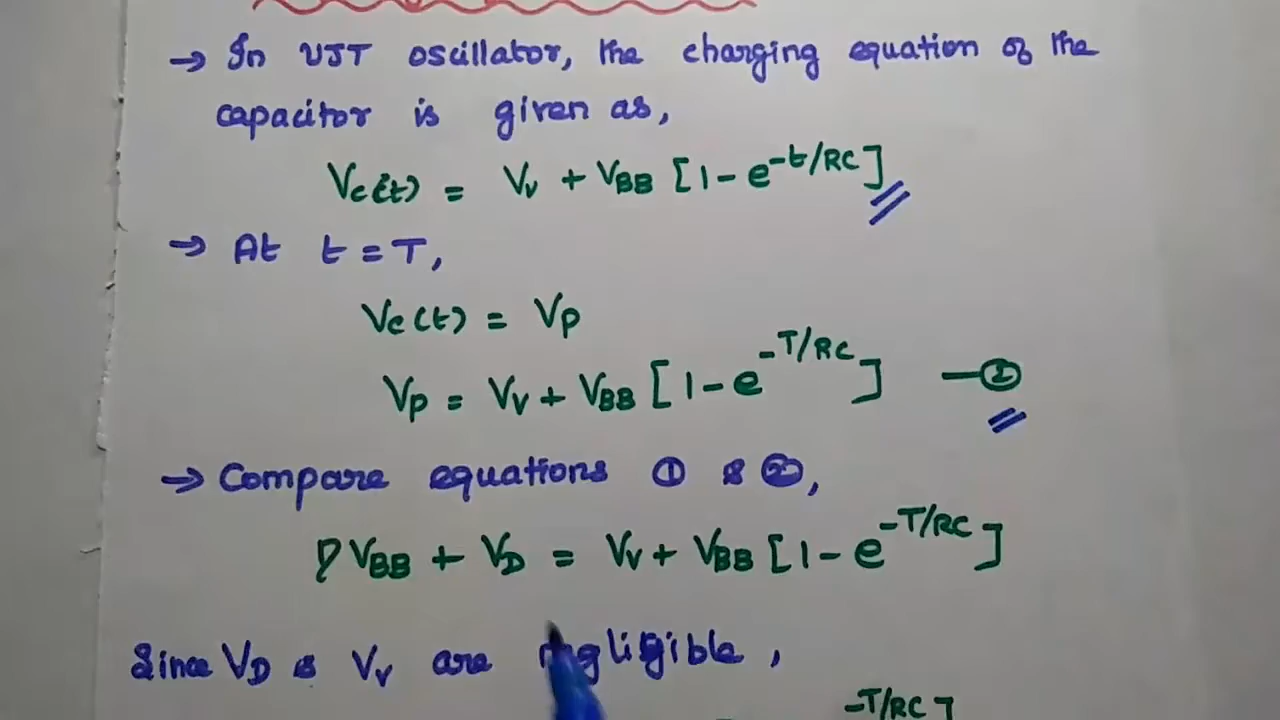 → In UJT oscillator, the charging equation of the
capacitor is given as,
Vc(t) = Vv + VBB [1 - e^-t/RC]
→ At t = T,
Vc(t) = Vp
Vp = Vv + VBB [1 - e^-T/RC] — ②
→ Compare equations ① & ②,
ηVBB + VD = Vv + VBB [1 - e^-T/RC]
Since VD & Vv are negligible,
-T/RC]